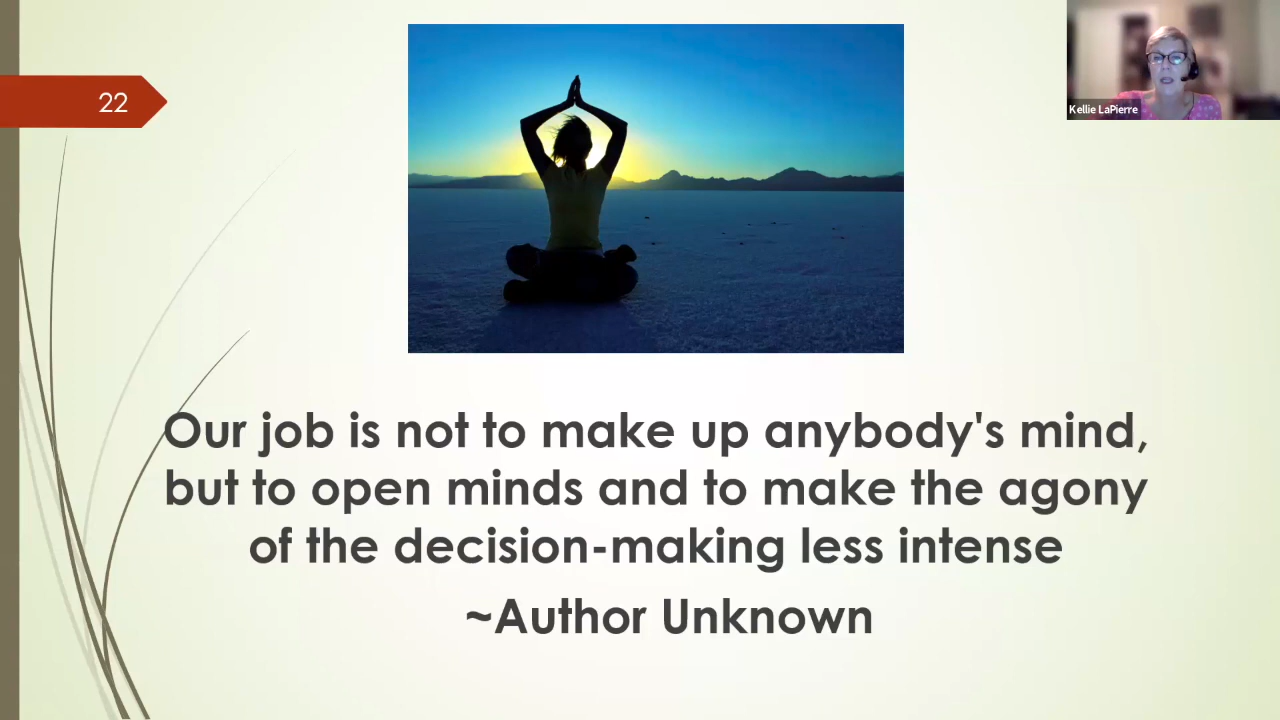 22
Kellie LaPierre
Our job is not to make up anybody's mind,
but to open minds and to make the agony
of the decision-making less intense
~Author Unknown